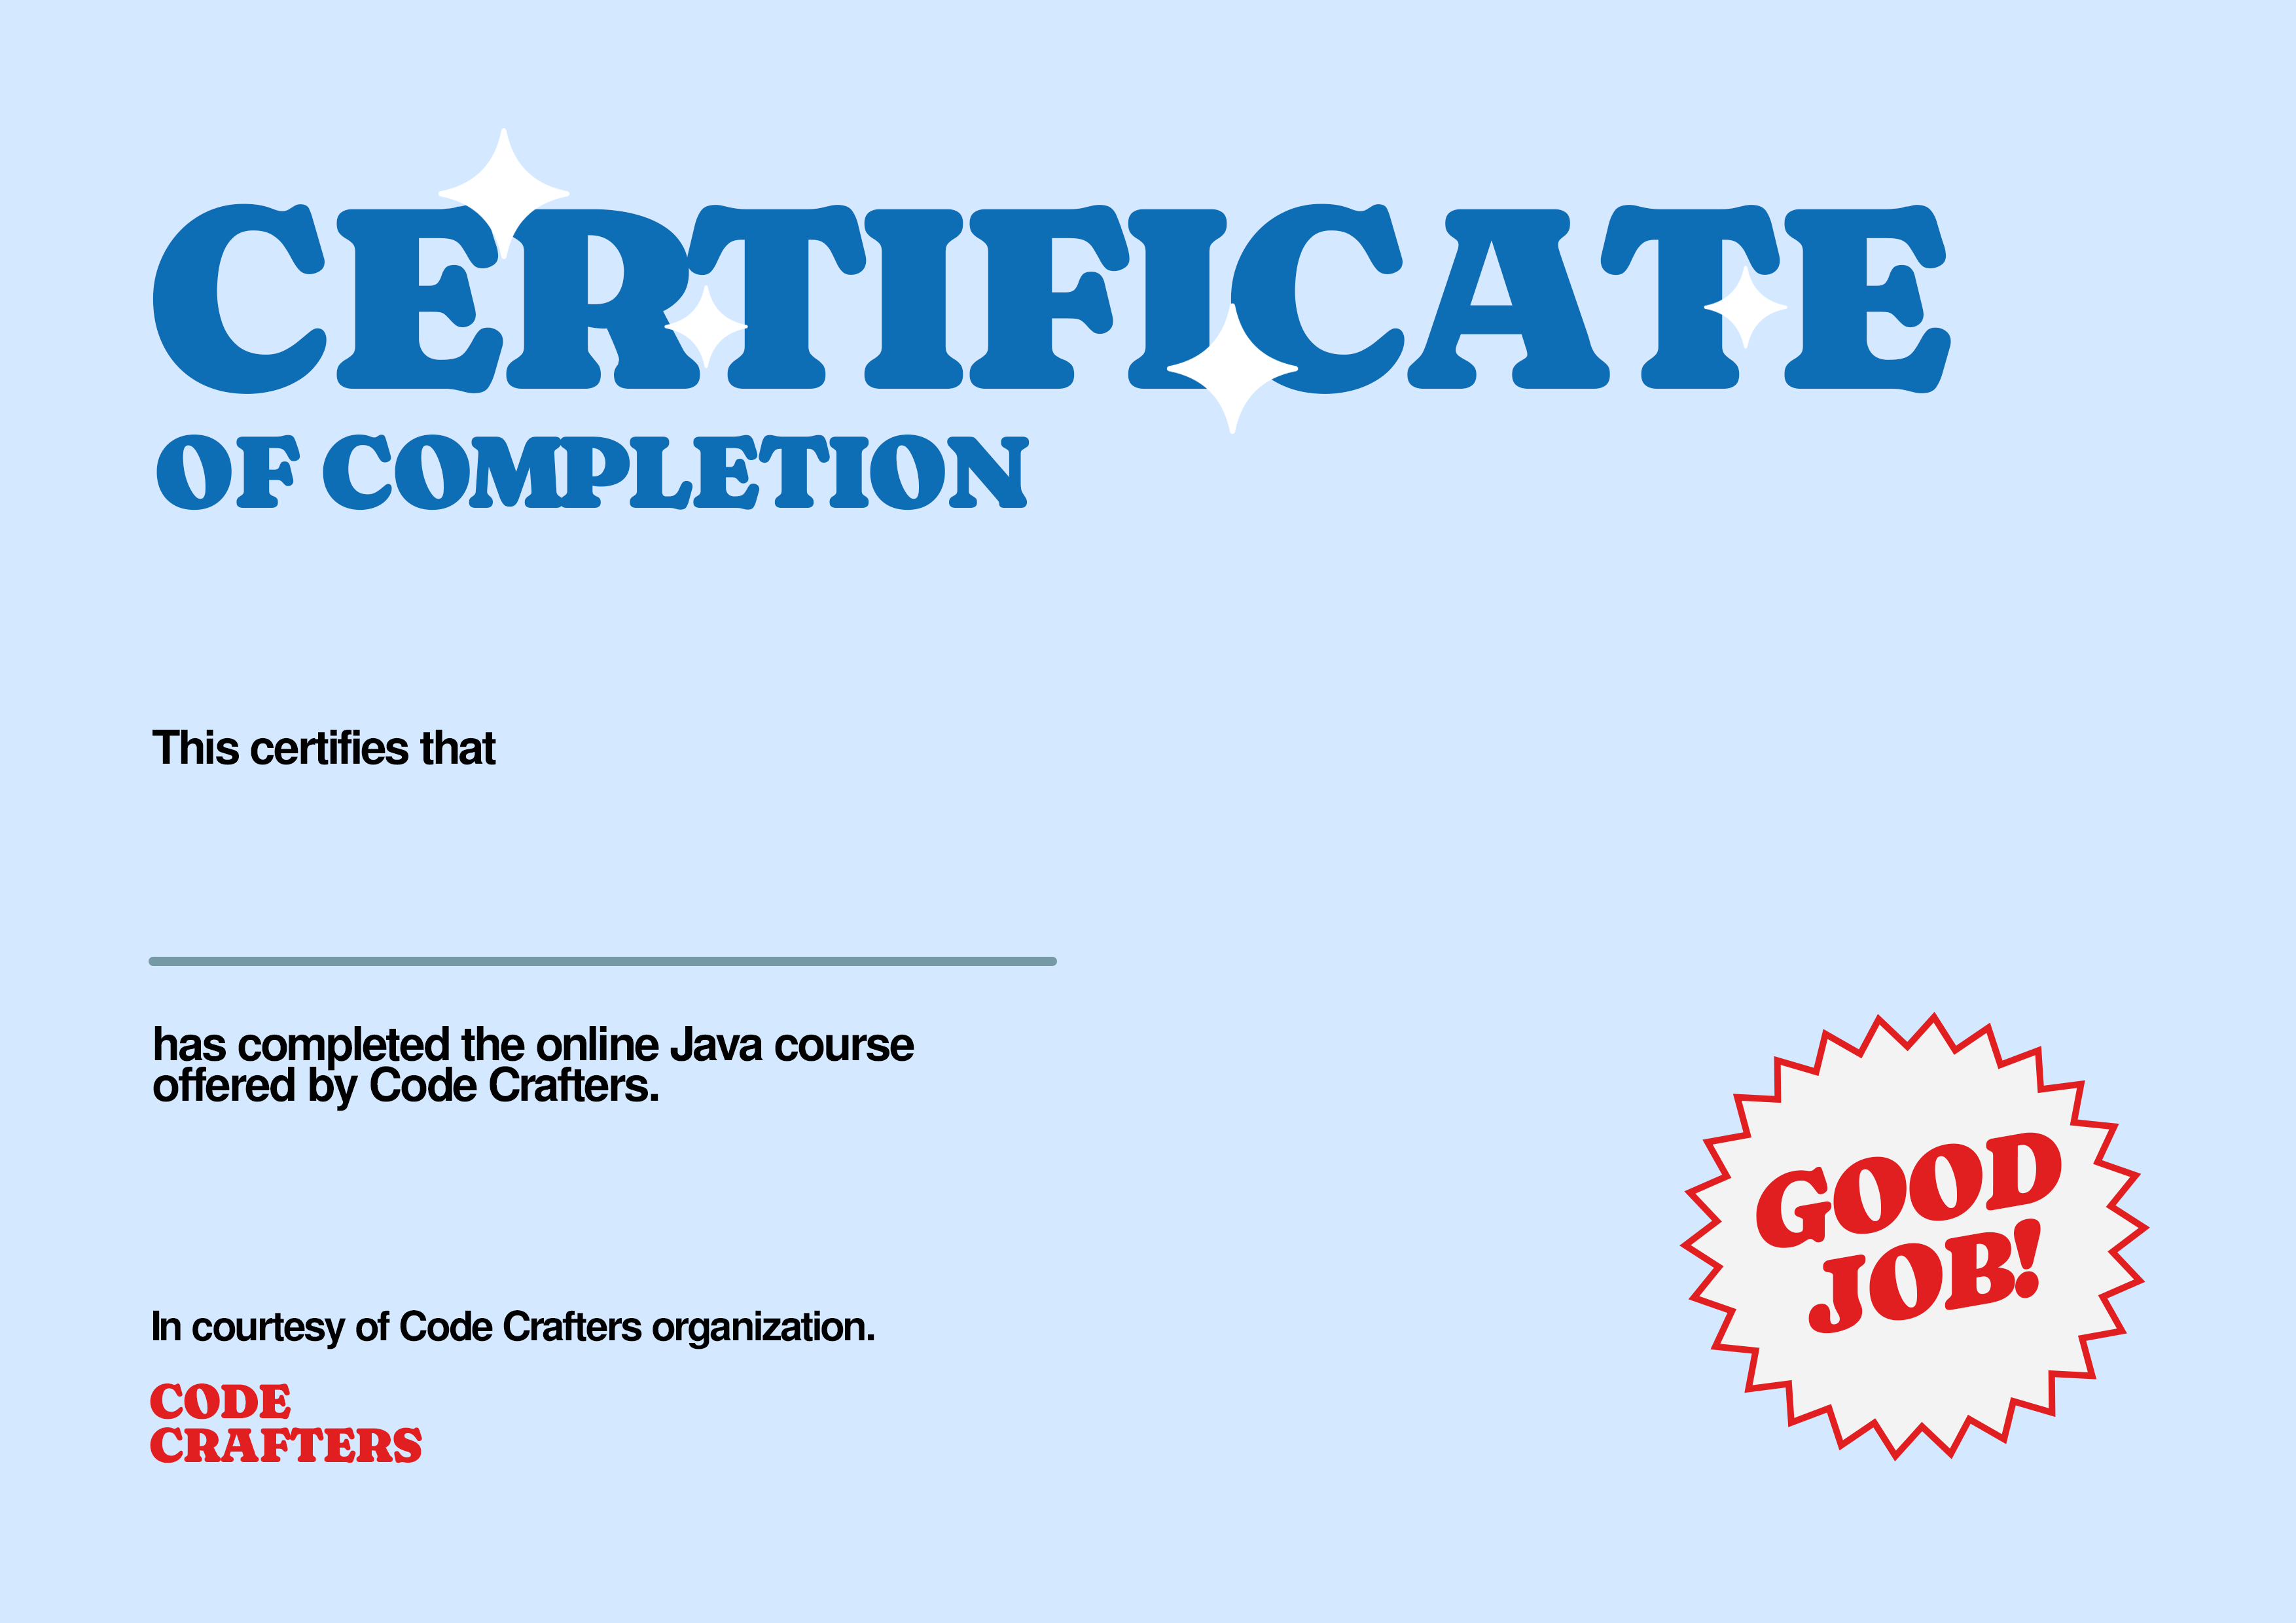 CERTIFICATE
OF COMPLETION
This certifies that
has completed the online Java course
offered by Code Crafters.
GOOD
JOB!
In courtesy of Code Crafters organization.
CODE
CRAFTERS